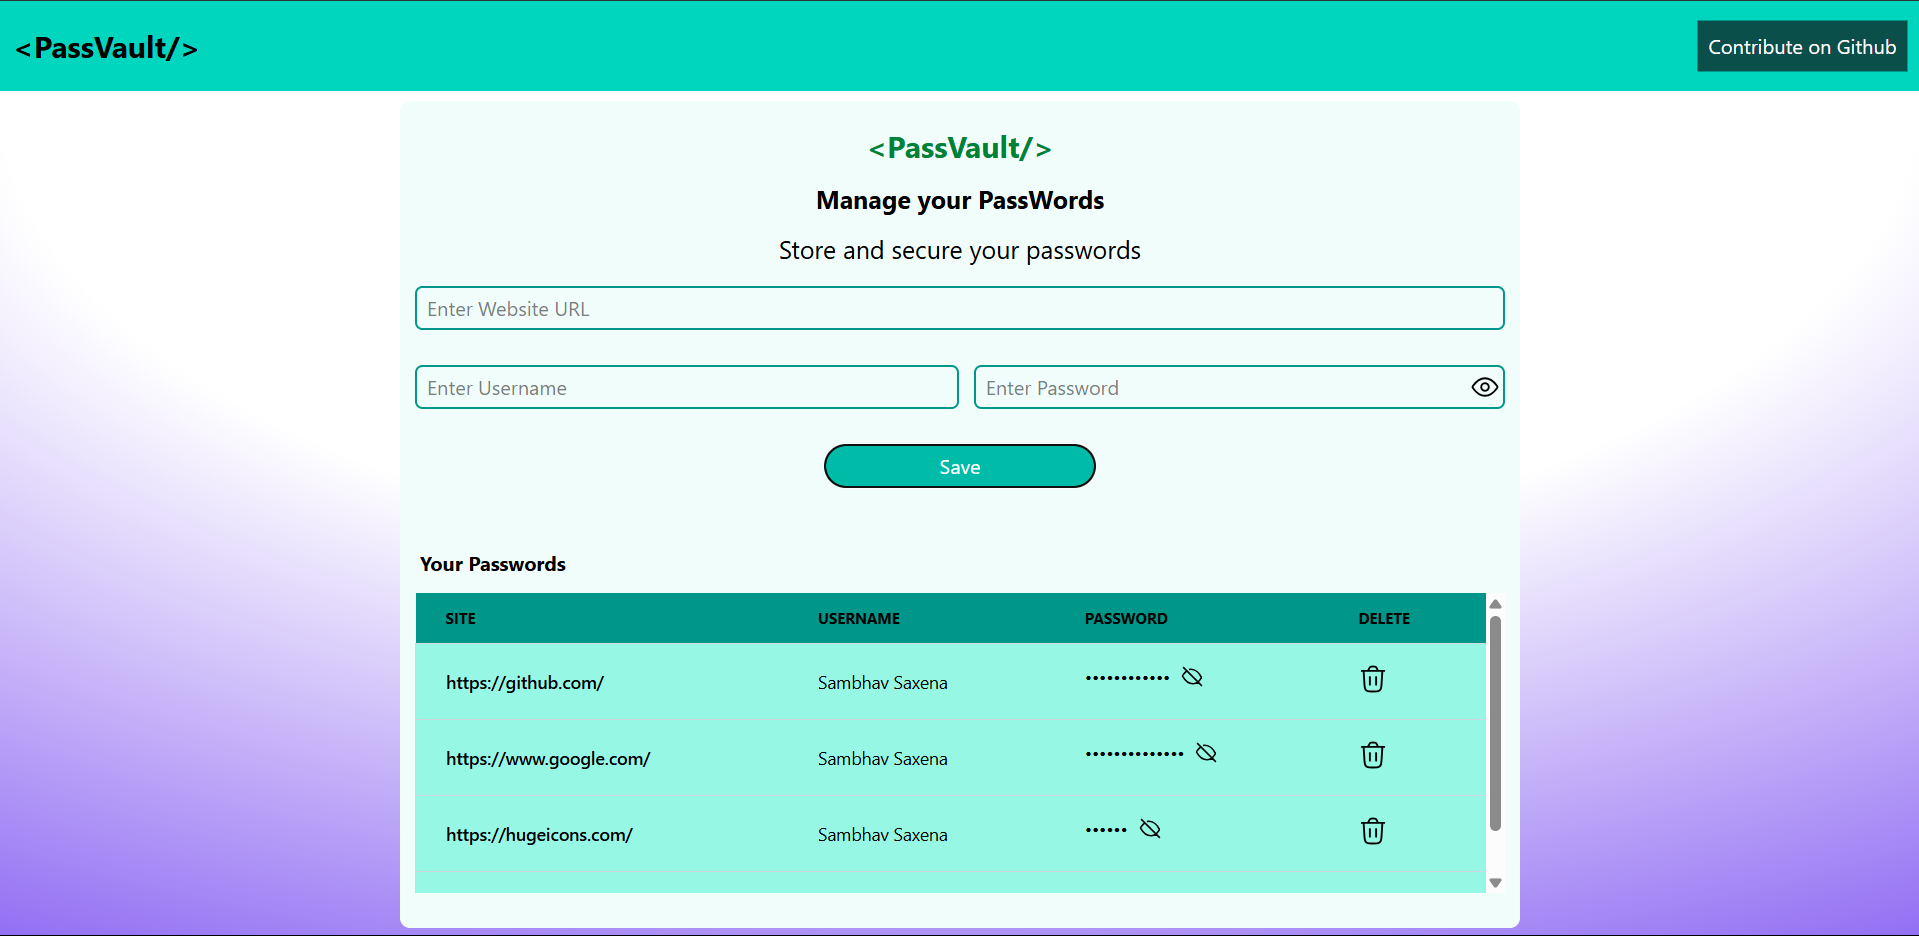 <PassVault/>
Contribute on Github
<PassVault/>
Manage your PassWords
Store and secure your passwords
Enter Website URL
Enter Username
Enter Password
Save
Your Passwords
SITE USERNAME PASSWORD DELETE
https://github.com/ Sambhav Saxena ••••••••••••
https://www.google.com/ Sambhav Saxena ••••••••••••••
https://hugeicons.com/ Sambhav Saxena ••••••